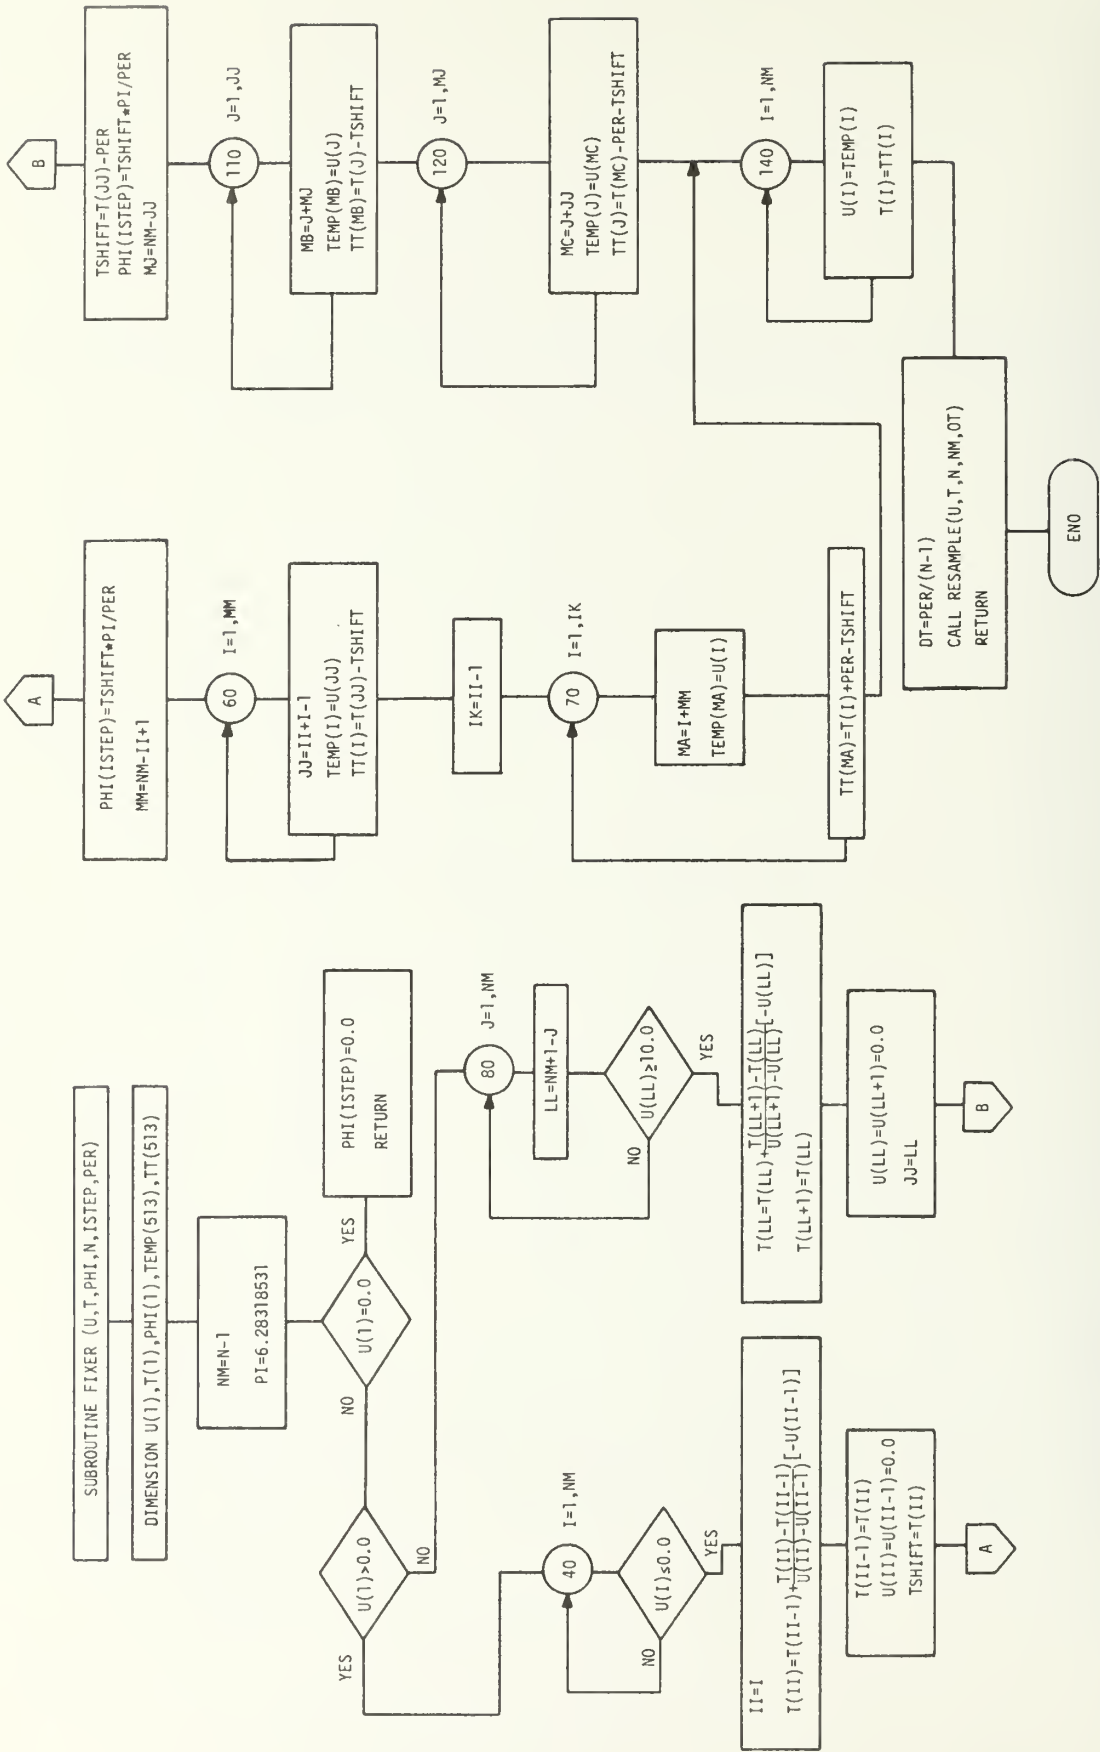 SUBROUTINE FIXER (U,T,PHI,N,ISTEP,PER)
DIMENSION U(1),T(1),PHI(1),TEMP(513),TT(513)
NM=N-1
PI=6.28318531
U(1)=0.0
YES
PHI(ISTEP)=0.0
RETURN
NO
U(1)>0.0
YES
NO
40
I=1,NM
U(I)≤0.0
NO
YES
II=I
T(II)=T(II-1)+T(II)-T(II-1)/U(II)-U(II-1)[-U(II-1)]
T(II-1)=T(II)
U(II)=U(II-1)=0.0
TSHIFT=T(II)
A
80
J=1,NM
LL=NM+1-J
U(LL)≥10.0
NO
YES
T(LL=T(LL)+T(LL+1)-T(LL)/U(LL+1)-U(LL)[-U(LL)]
T(LL+1)=T(LL)
U(LL)=U(LL+1)=0.0
JJ=LL
B
A
PHI(ISTEP)=TSHIFT*PI/PER
MM=NM-II+1
60
I=1,MM
JJ=II+I-1
TEMP(I)=U(JJ)
TT(I)=T(JJ)-TSHIFT
IK=II-1
70
I=1,IK
MA=I+MM
TEMP(MA)=U(I)
TT(MA)=T(I)+PER-TSHIFT
B
TSHIFT=T(JJ)-PER
PHI(ISTEP)=TSHIFT*PI/PER
MJ=NM-JJ
110
J=1,JJ
MB=J+MJ
TEMP(MB)=U(J)
TT(MB)=T(J)-TSHIFT
120
J=1,MJ
MC=J+JJ
TEMP(J)=U(MC)
TT(J)=T(MC)-PER-TSHIFT
140
I=1,NM
U(I)=TEMP(I)
T(I)=TT(I)
DT=PER/(N-1)
CALL RESAMPLE(U,T,N,NM,OT)
RETURN
ENO